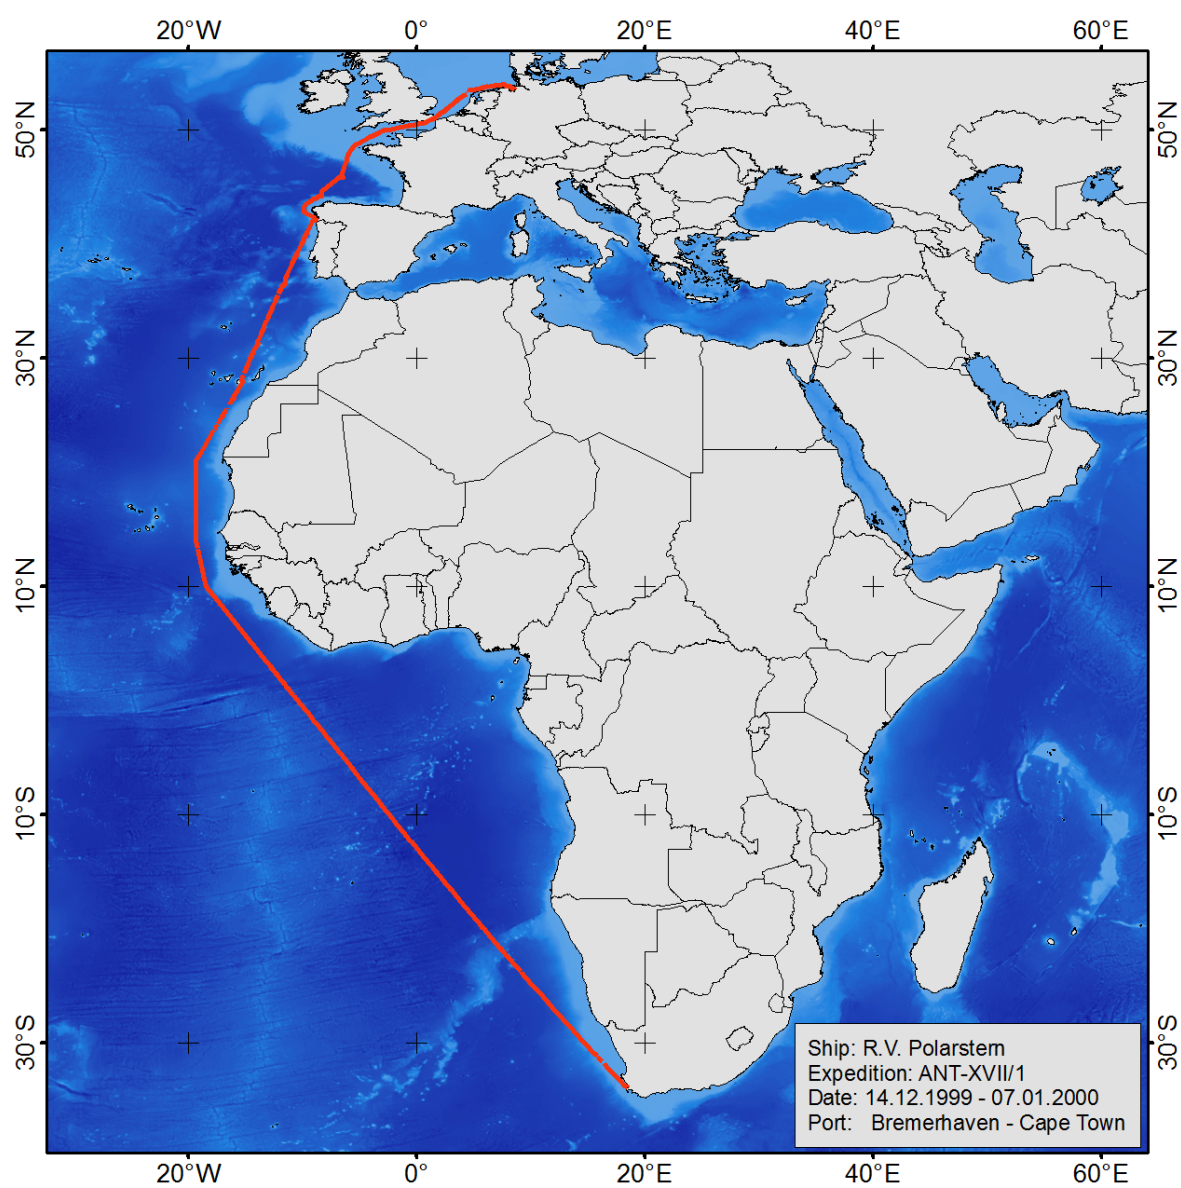 20°W 0° 20°E 40°E 60°E
50°N 50°N
30°N 30°N
10°N 10°N
10°S 10°S
30°S 30°S
Ship: R.V. Polarstern
Expedition: ANT-XVII/1
Date: 14.12.1999 - 07.01.2000
Port: Bremerhaven - Cape Town
20°W 0° 20°E 40°E 60°E